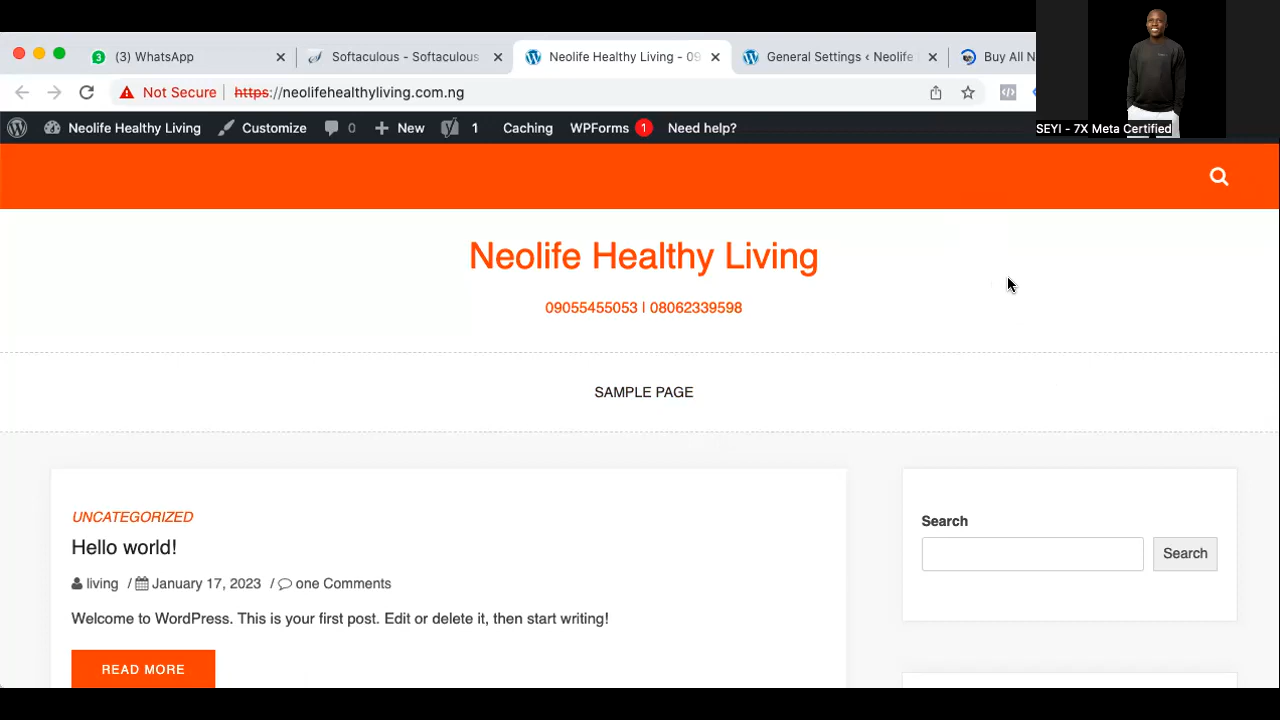 3 (3) WhatsApp Softaculous - Softaculous Neolife Healthy Living - 09 General Settings ‹ Neolife Buy All N
Not Secure https://neolifehealthyliving.com.ng
Neolife Healthy Living Customize 0 New 1 Caching WPForms 1 Need help?
SEYI - 7X Meta Certified
Neolife Healthy Living
09055455053 | 08062339598
SAMPLE PAGE
UNCATEGORIZED
Hello world!
living / January 17, 2023 / one Comments
Welcome to WordPress. This is your first post. Edit or delete it, then start writing!
READ MORE
Search
Search